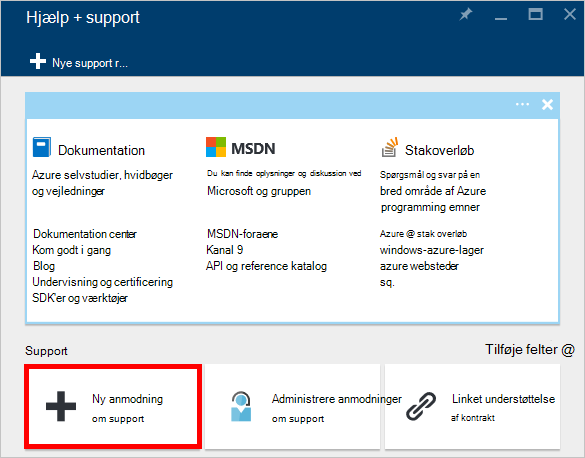 Hjælp + support
Nye support r...
Dokumentation
Azure selvstudier, hvidbøger
og vejledninger
Dokumentation center
Kom godt i gang
Blog
Undervisning og certificering
SDK'er og værktøjer
MSDN
Du kan finde oplysninger og diskussion ved
Microsoft og gruppen
MSDN-foraene
Kanal 9
API og reference katalog
Stakoverløb
Spørgsmål og svar på en
bred område af Azure
programming emner
Azure @ stak overløb
windows-azure-lager
azure websteder
sq.
Support
Tilføje felter @
Ny anmodning
om support
Administrere anmodninger
om support
Linket understøttelse
af kontrakt